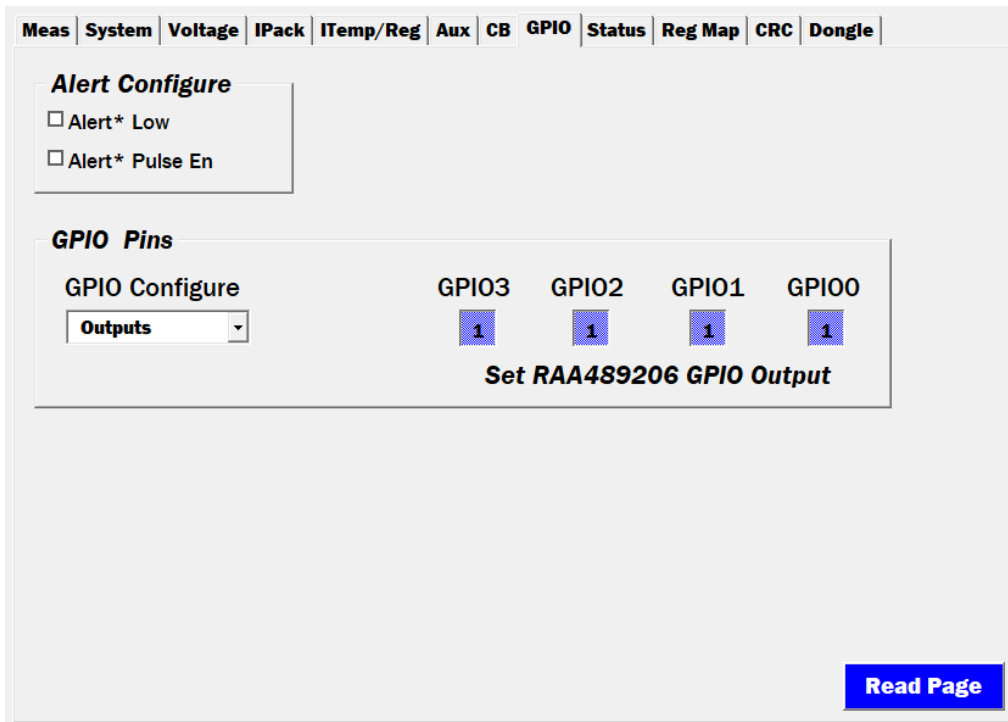 Meas System Voltage IPack ITemp/Reg Aux CB GPIO Status Reg Map CRC Dongle
Alert Configure
Alert* Low
Alert* Pulse En
GPIO Pins
GPIO Configure GPIO3 GPIO2 GPIO1 GPIO0
Outputs 1 1 1 1
Set RAA489206 GPIO Output
Read Page